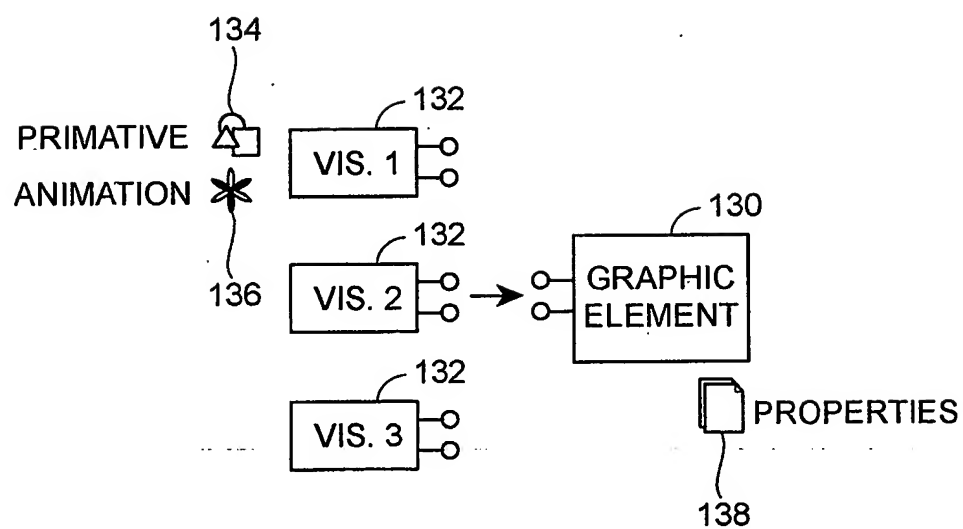 134
132
PRIMATIVE
VIS. 1
ANIMATION
136
132
VIS. 2
130
GRAPHIC
ELEMENT
132
VIS. 3
PROPERTIES
138